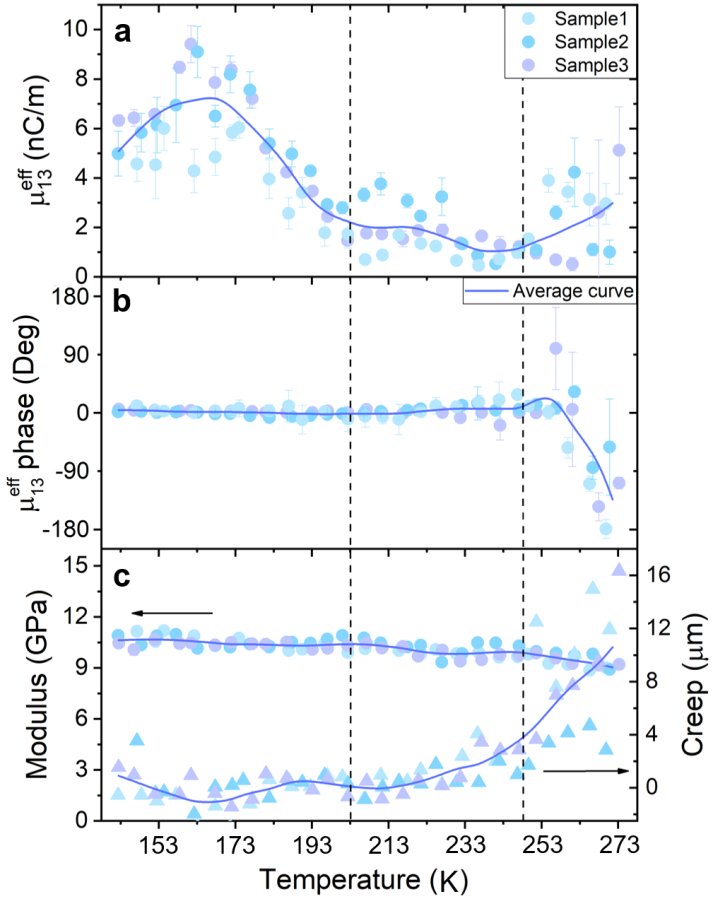 a
Sample1
Sample2
Sample3
10
8
6
4
2
0
μ₁₃ᵉᶠᶠ (nC/m)
b
Average curve
180
90
0
-90
-180
μ₁₃ᵉᶠᶠ phase (Deg)
c
15
12
9
6
3
0
Modulus (GPa)
16
12
8
4
0
Creep (μm)
153 173 193 213 233 253 273
Temperature (K)